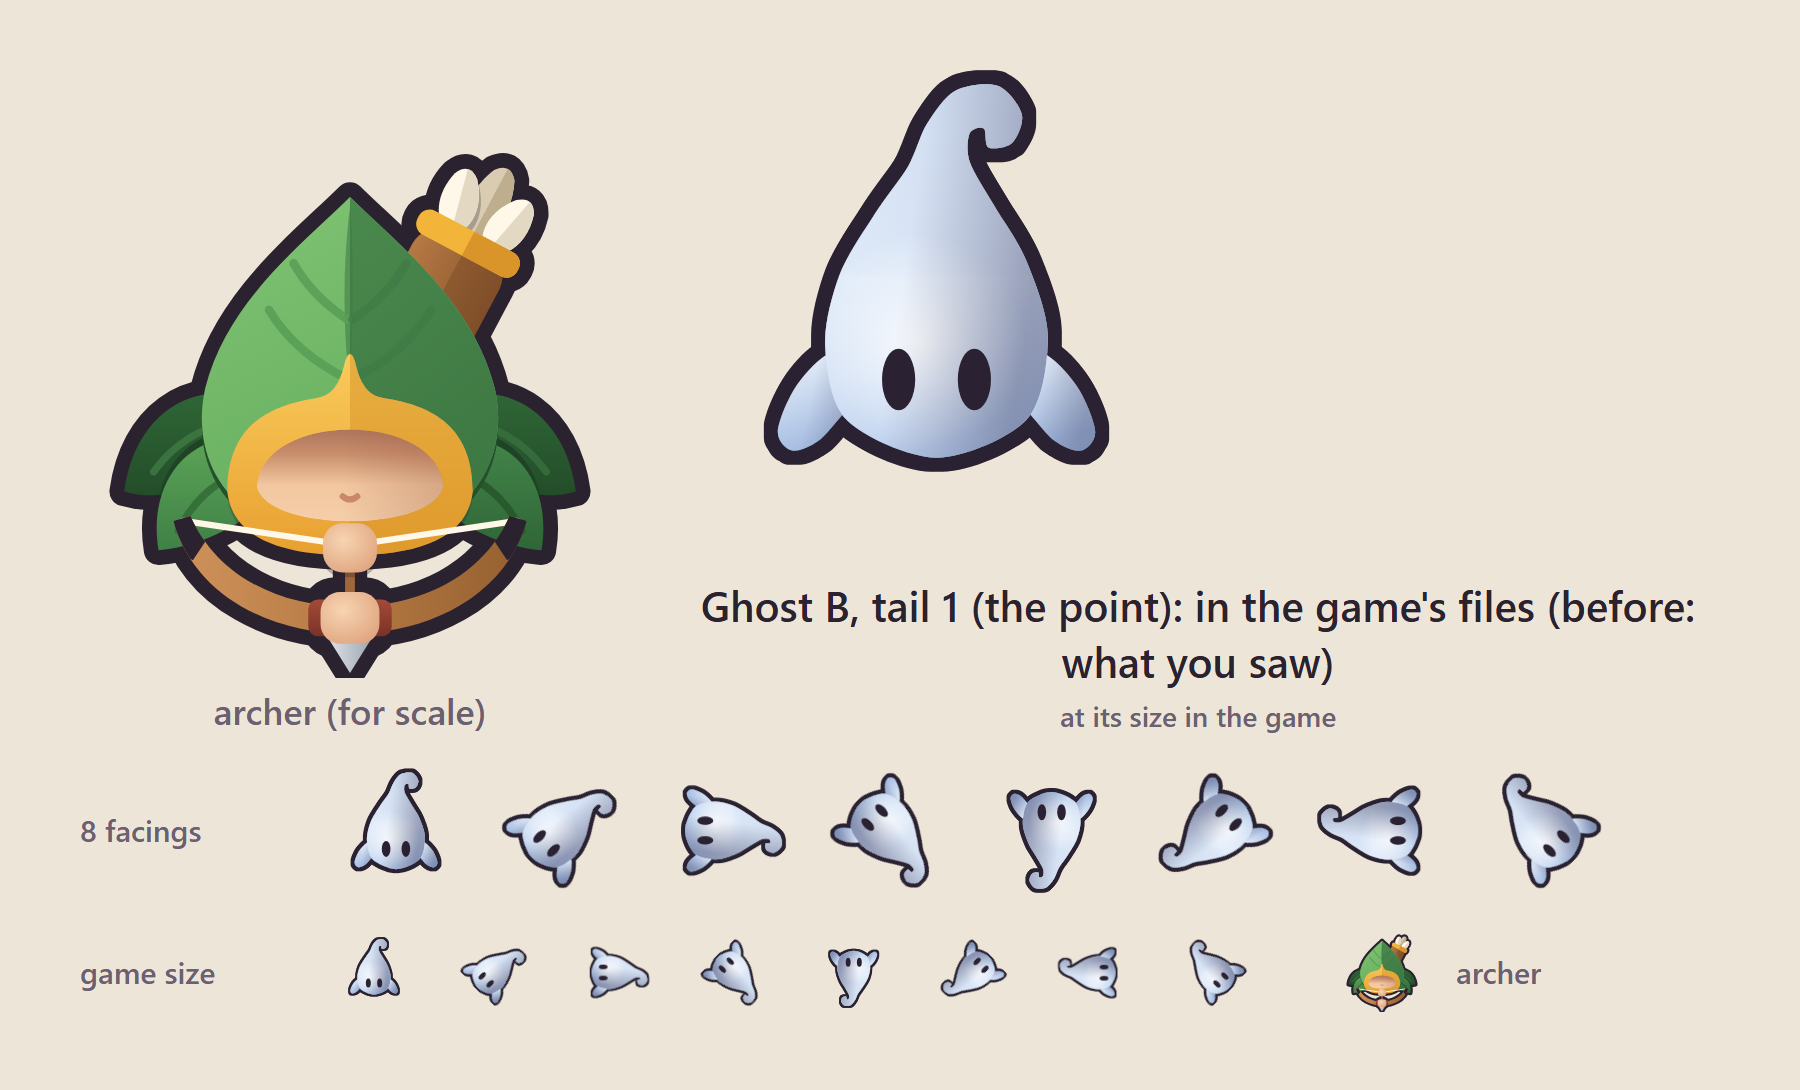 Ghost B, tail 1 (the point): in the game's files (before:
what you saw)
archer (for scale)
at its size in the game
8 facings
game size
archer